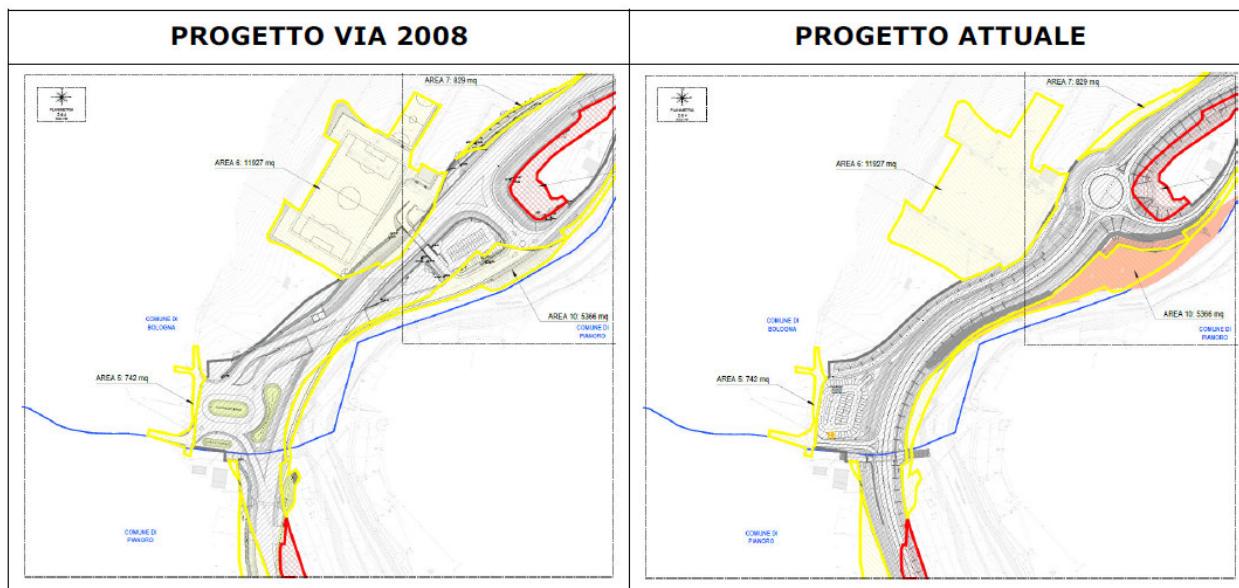 PROGETTO VIA 2008
PROGETTO ATTUALE
PLANIMETRIA
AREA 7: 829 mq
AREA 6: 11927 mq
COMUNE DI
BOLOGNA
AREA 10: 5366 mq
COMUNE DI
PIANORO
AREA 5: 742 mq
COMUNE DI
PIANORO
PLANIMETRIA
AREA 7: 829 mq
AREA 6: 11927 mq
COMUNE DI
BOLOGNA
AREA 10: 5366 mq
COMUNE DI
PIANORO
AREA 5: 742 mq
COMUNE DI
PIANORO